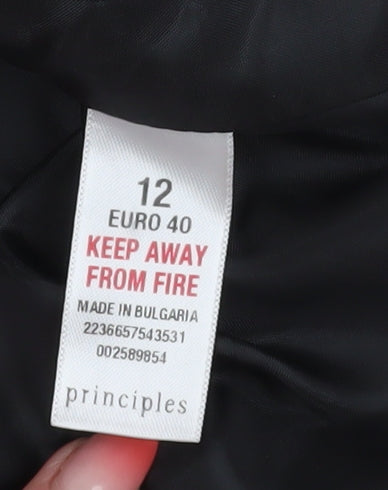 12
EURO 40
KEEP AWAY
FROM FIRE
MADE IN BULGARIA
2236657543531
002589854
principles